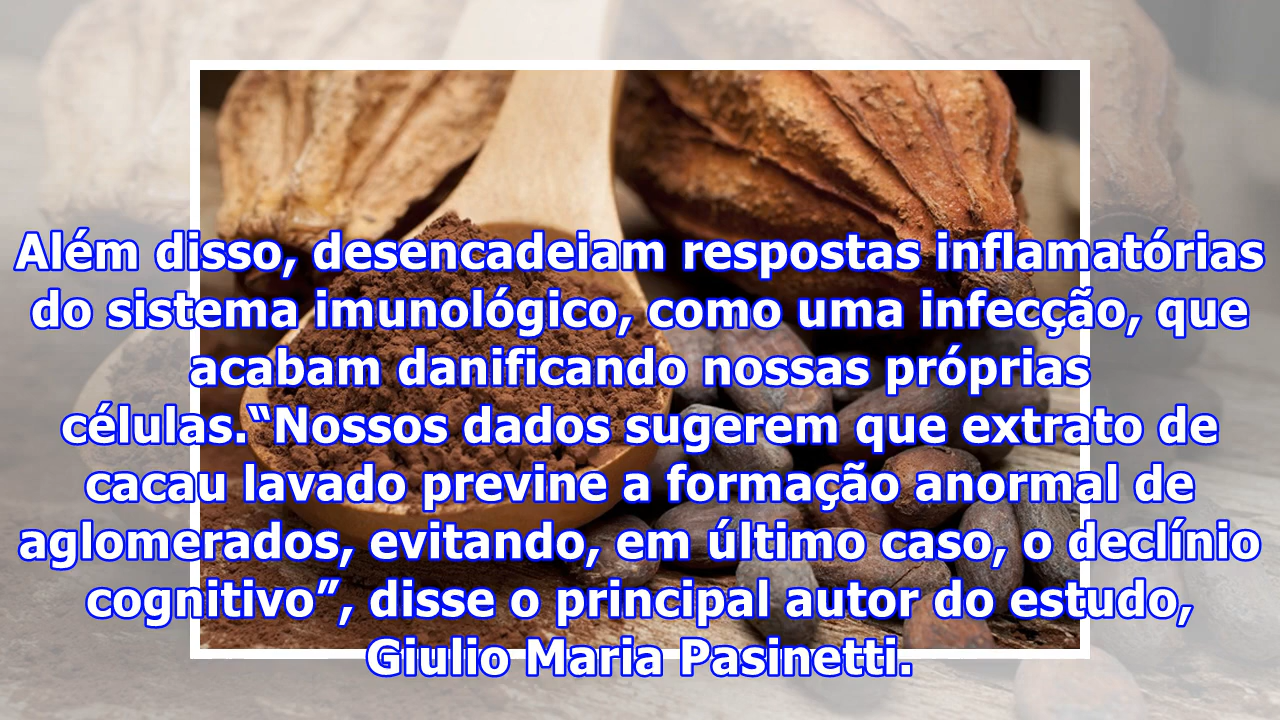 Além disso, desencadeiam respostas inflamatórias
do sistema imunológico, como uma infecção, que
acabam danificando nossas próprias
células.“Nossos dados sugerem que extrato de
cacau lavado previne a formação anormal de
aglomerados, evitando, em último caso, o declínio
cognitivo”, disse o principal autor do estudo,
Giulio Maria Pasinetti.